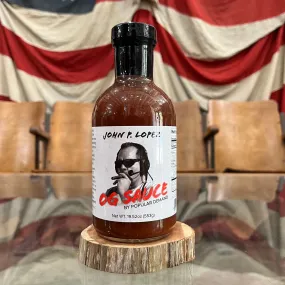 JOHN P. LOPEZ
OG SAUCE
BY POPULAR DEMAND